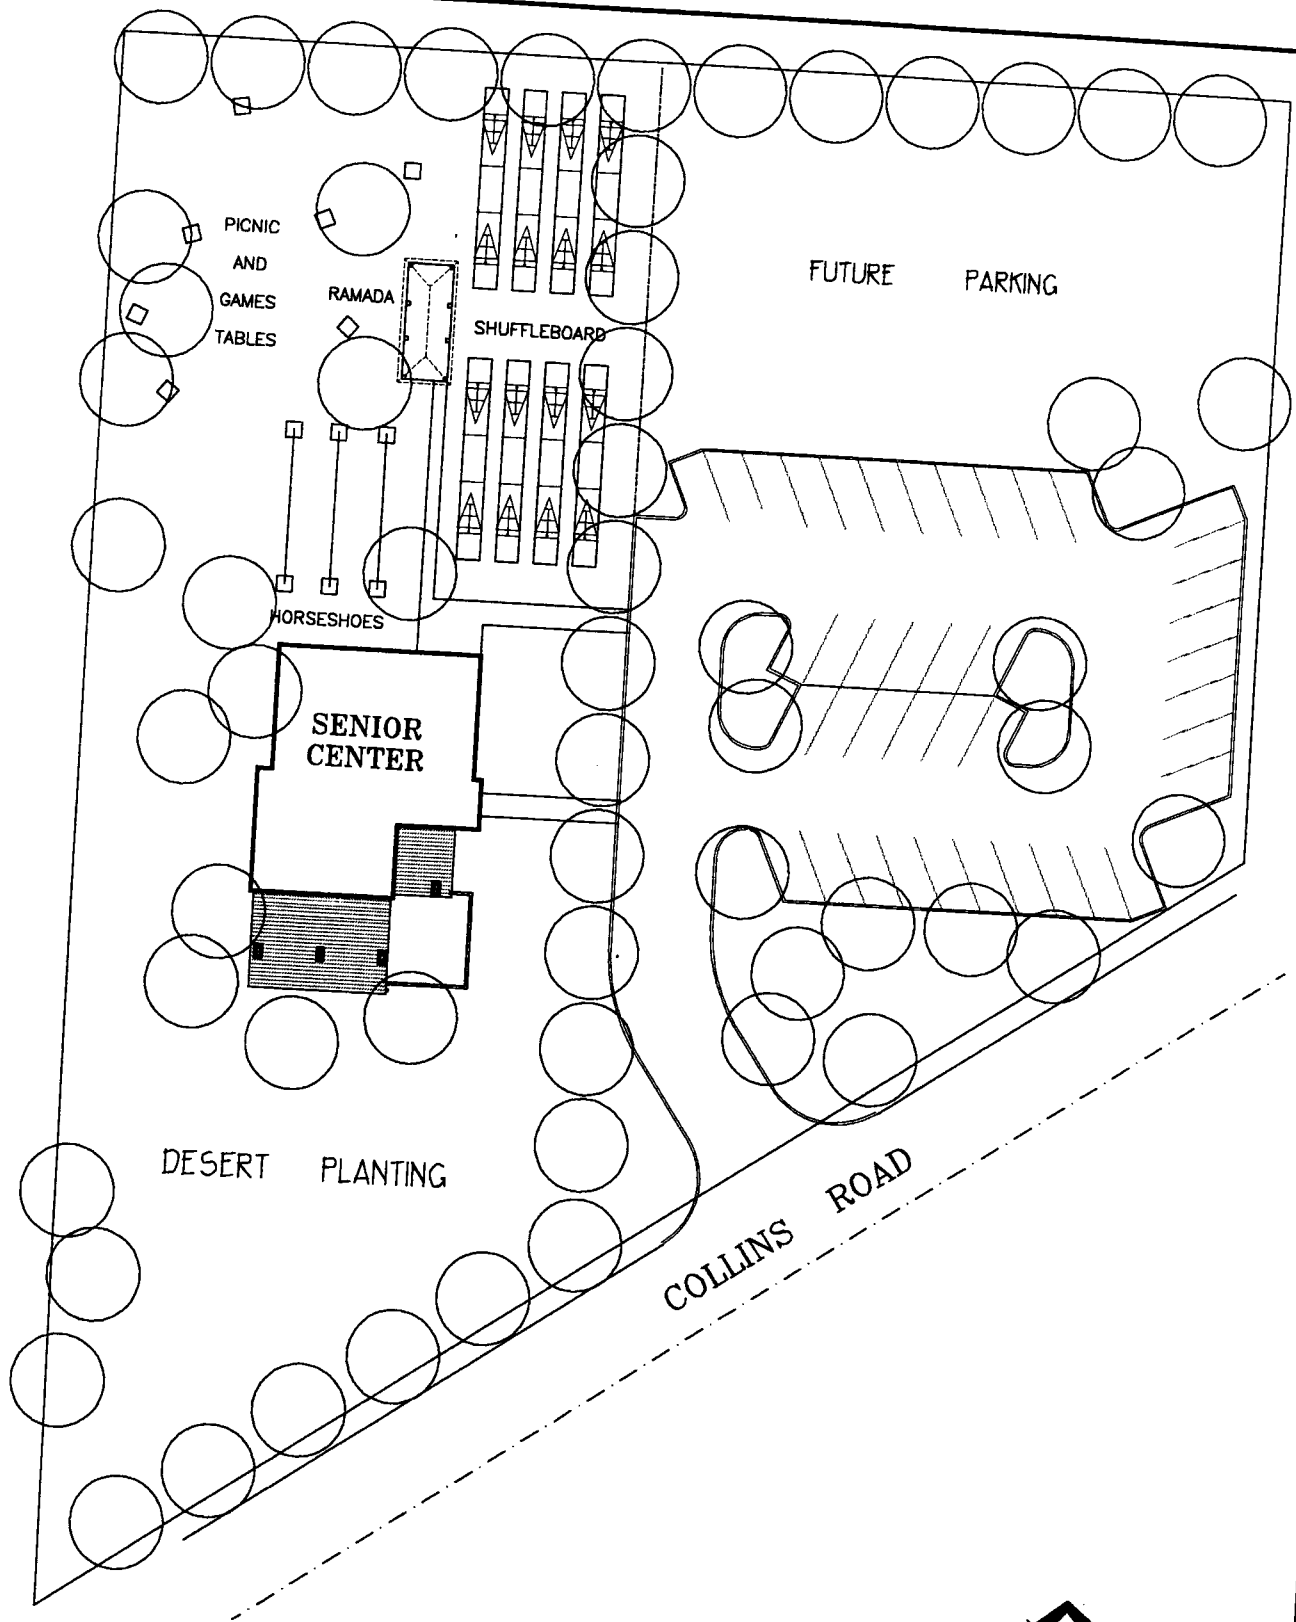 PICNIC
AND
GAMES
TABLES
RAMADA
SHUFFLEBOARD
FUTURE PARKING
HORSESHOES
SENIOR
CENTER
DESERT PLANTING
COLLINS ROAD